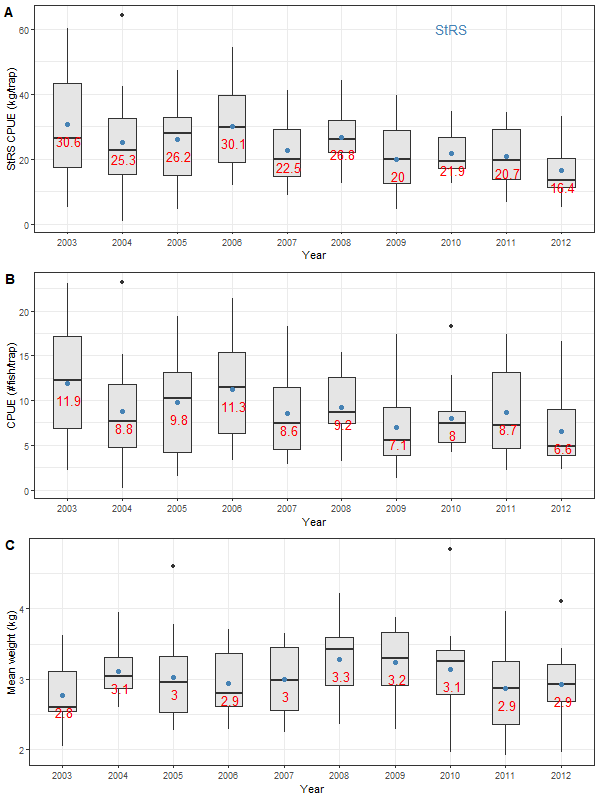 A
StRS
StRS CPUE (kg/trap)
60
40
20
0
30.6 25.3 26.2 30.1 22.5 26.8 20 21.9 20.7 16.4
2003 2004 2005 2006 2007 2008 2009 2010 2011 2012
Year
B
CPUE (#fish/trap)
20
15
10
5
0
11.9 8.8 9.8 11.3 8.6 9.2 7.1 8 8.7 6.6
2003 2004 2005 2006 2007 2008 2009 2010 2011 2012
Year
C
Mean weight (kg)
4
3
2
2.8 3.1 3 2.9 3 3.3 3.2 3.1 2.9 2.9
2003 2004 2005 2006 2007 2008 2009 2010 2011 2012
Year